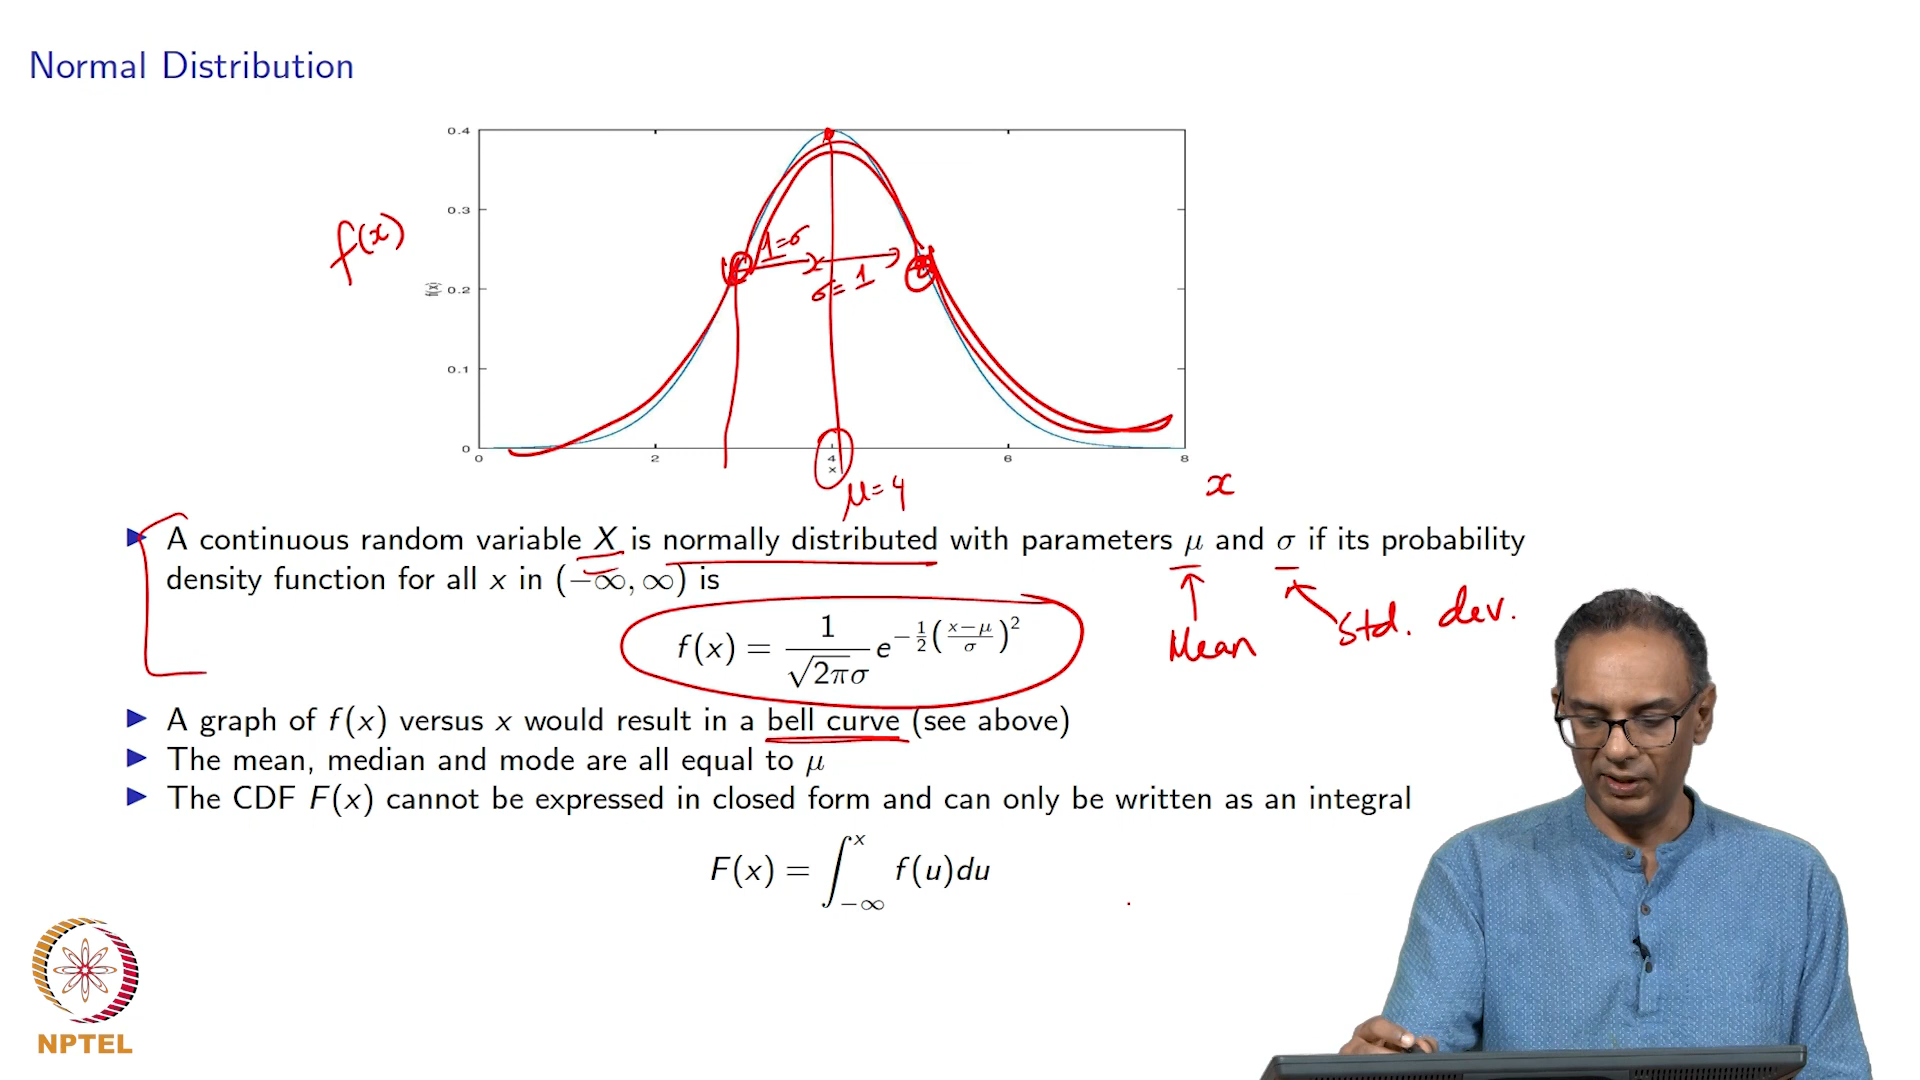 Normal Distribution
0.4
0.3
0.2
0.1
0
0 2 4 6 8
x
f(x)
f(x)
1=σ
σ=1
μ=4
x
A continuous random variable X is normally distributed with parameters μ and σ if its probability
density function for all x in (−∞, ∞) is
f(x) = 1/(√2πσ) e^{−1/2((x−μ)/σ)^2}
Mean
Std. dev.
A graph of f(x) versus x would result in a bell curve (see above)
The mean, median and mode are all equal to μ
The CDF F(x) cannot be expressed in closed form and can only be written as an integral
F(x) = ∫_{−∞}^{x} f(u)du
NPTEL